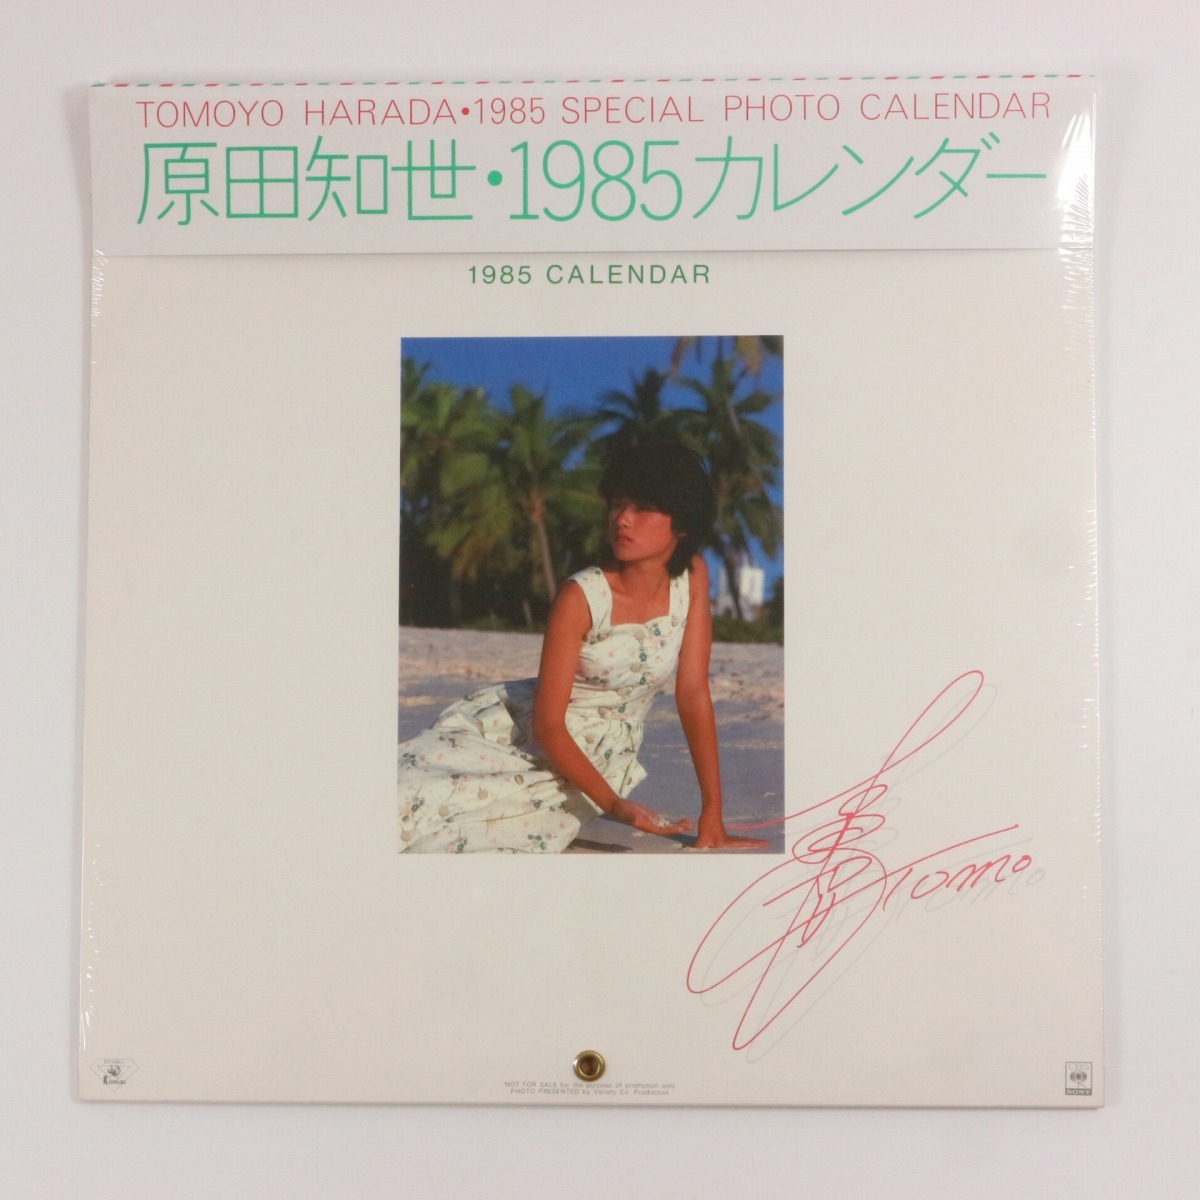 TOMOYO HARADA・1985 SPECIAL PHOTO CALENDAR
原田知世・1985カレンダー
1985 CALENDAR
Tomo
NOT FOR SALE for the purpose of promotion only
PHOTO PRESENTED by Variety Co. Production
CBS
SONY